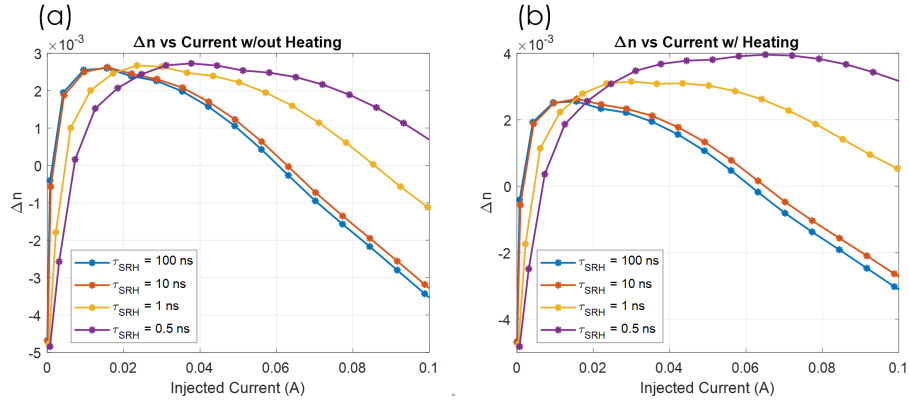 (a)
×10⁻³
Δn vs Current w/out Heating
3
2
1
0
-1
-2
-3
-4
-5
Δn
τSRH = 100 ns
τSRH = 10 ns
τSRH = 1 ns
τSRH = 0.5 ns
0 0.02 0.04 0.06 0.08 0.1
Injected Current (A)
(b)
×10⁻³
Δn vs Current w/ Heating
4
2
0
-2
-4
Δn
τSRH = 100 ns
τSRH = 10 ns
τSRH = 1 ns
τSRH = 0.5 ns
0 0.02 0.04 0.06 0.08 0.1
Injected Current (A)